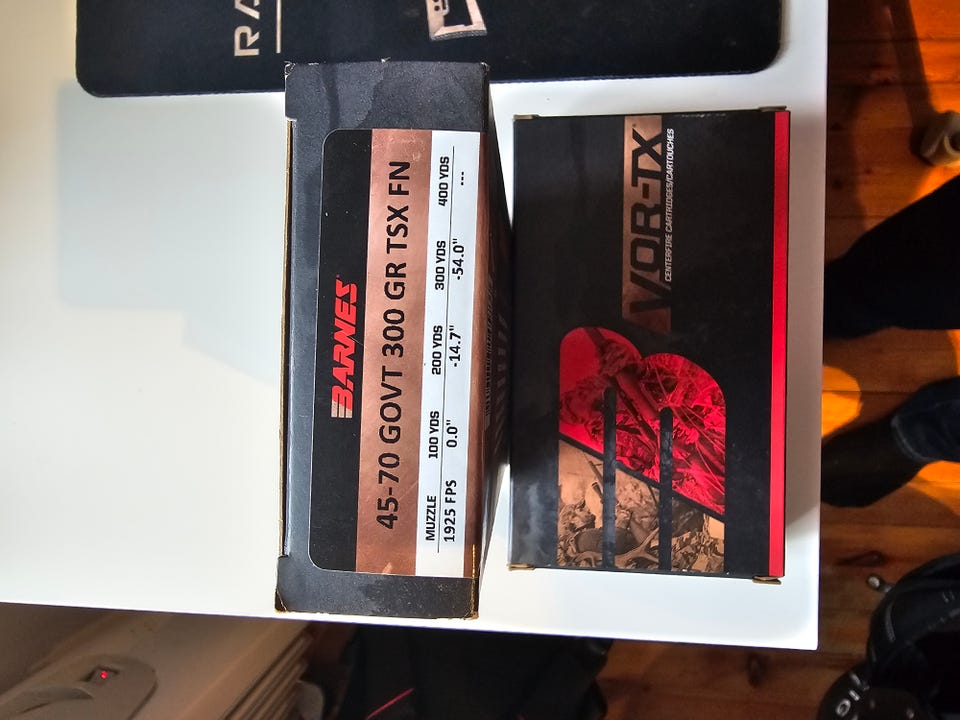 RA
BARNES
45-70 GOVT 300 GR TSX FN
MUZZLE 100 YDS 200 YDS 300 YDS 400 YDS
1925 FPS 0.0" -14.7" -54.0" ---
VOR-TX
CENTERFIRE CARTRIDGES/CARTOUCHES